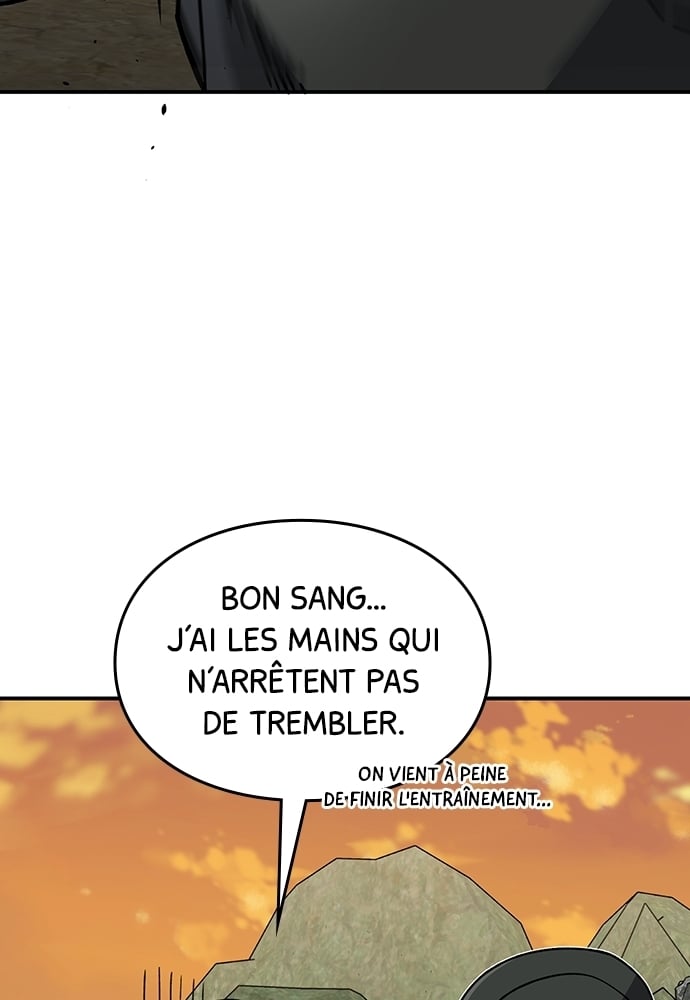 BON SANG...
J'AI LES MAINS QUI
N'ARRÊTENT PAS
DE TREMBLER.
ON VIENT À PEINE
DE FINIR L'ENTRAÎNEMENT...